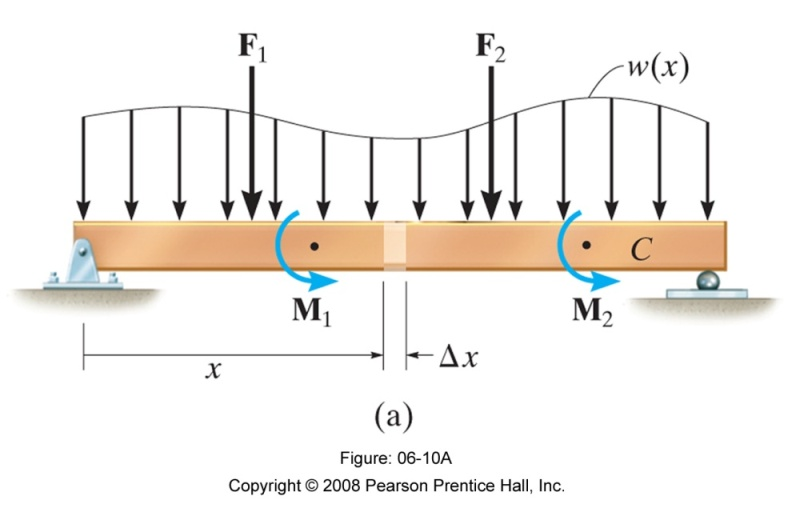 F1 F2 w(x)
C
M1 M2
x Δx
(a)
Figure: 06-10A
Copyright © 2008 Pearson Prentice Hall, Inc.